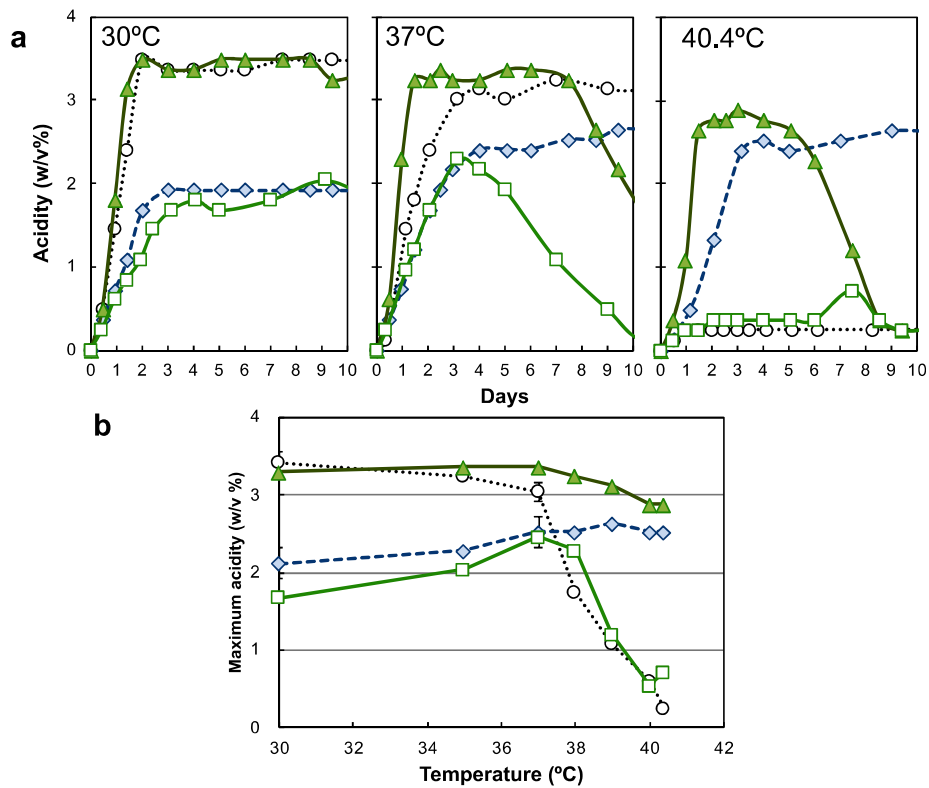 a
30ºC
37ºC
40.4ºC
Acidity (w/v%)
4
3
2
1
0
0 1 2 3 4 5 6 7 8 9 10
0 1 2 3 4 5 6 7 8 9 10
0 1 2 3 4 5 6 7 8 9 10
Days
b
Maximum acidity (w/v %)
4
3
2
1
0
30 32 34 36 38 40 42
Temperature (ºC)